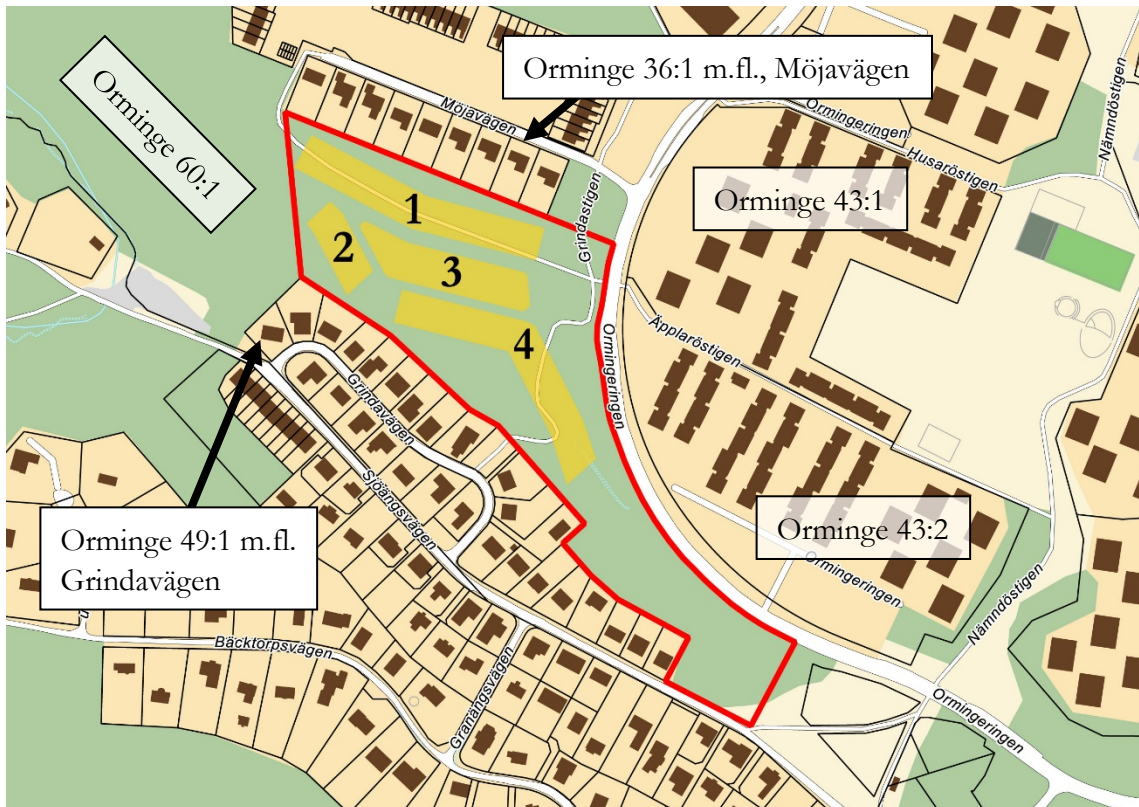 Orminge 36:1 m.fl., Möjavägen
Orminge 60:1
Möjavägen
Ormingeringen
Husaröstigen
Nämndöstigen
Orminge 43:1
Grindastigen
1
2
3
4
Äpplaröstigen
Ormingeringen
Grindavägen
Sjöängsvägen
Orminge 49:1 m.fl.
Grindavägen
Orminge 43:2
Ormingeringen
Nämndöstigen
Bäcktorpsvägen
Granängsvägen
Ormingeringen